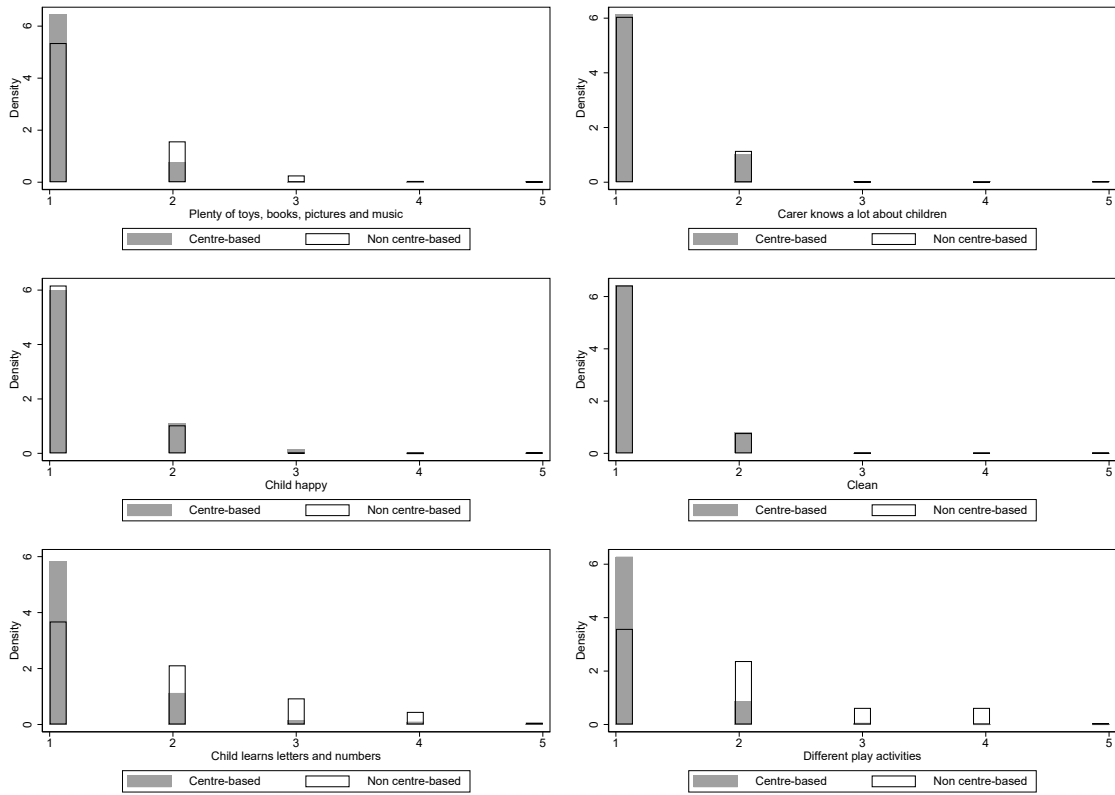 Density
6
4
2
0
1 2 3 4 5
Plenty of toys, books, pictures and music
Centre-based Non centre-based
Density
6
4
2
0
1 2 3 4 5
Carer knows a lot about children
Centre-based Non centre-based
Density
6
4
2
0
1 2 3 4 5
Child happy
Centre-based Non centre-based
Density
6
4
2
0
1 2 3 4 5
Clean
Centre-based Non centre-based
Density
6
4
2
0
1 2 3 4 5
Child learns letters and numbers
Centre-based Non centre-based
Density
6
4
2
0
1 2 3 4 5
Different play activities
Centre-based Non centre-based